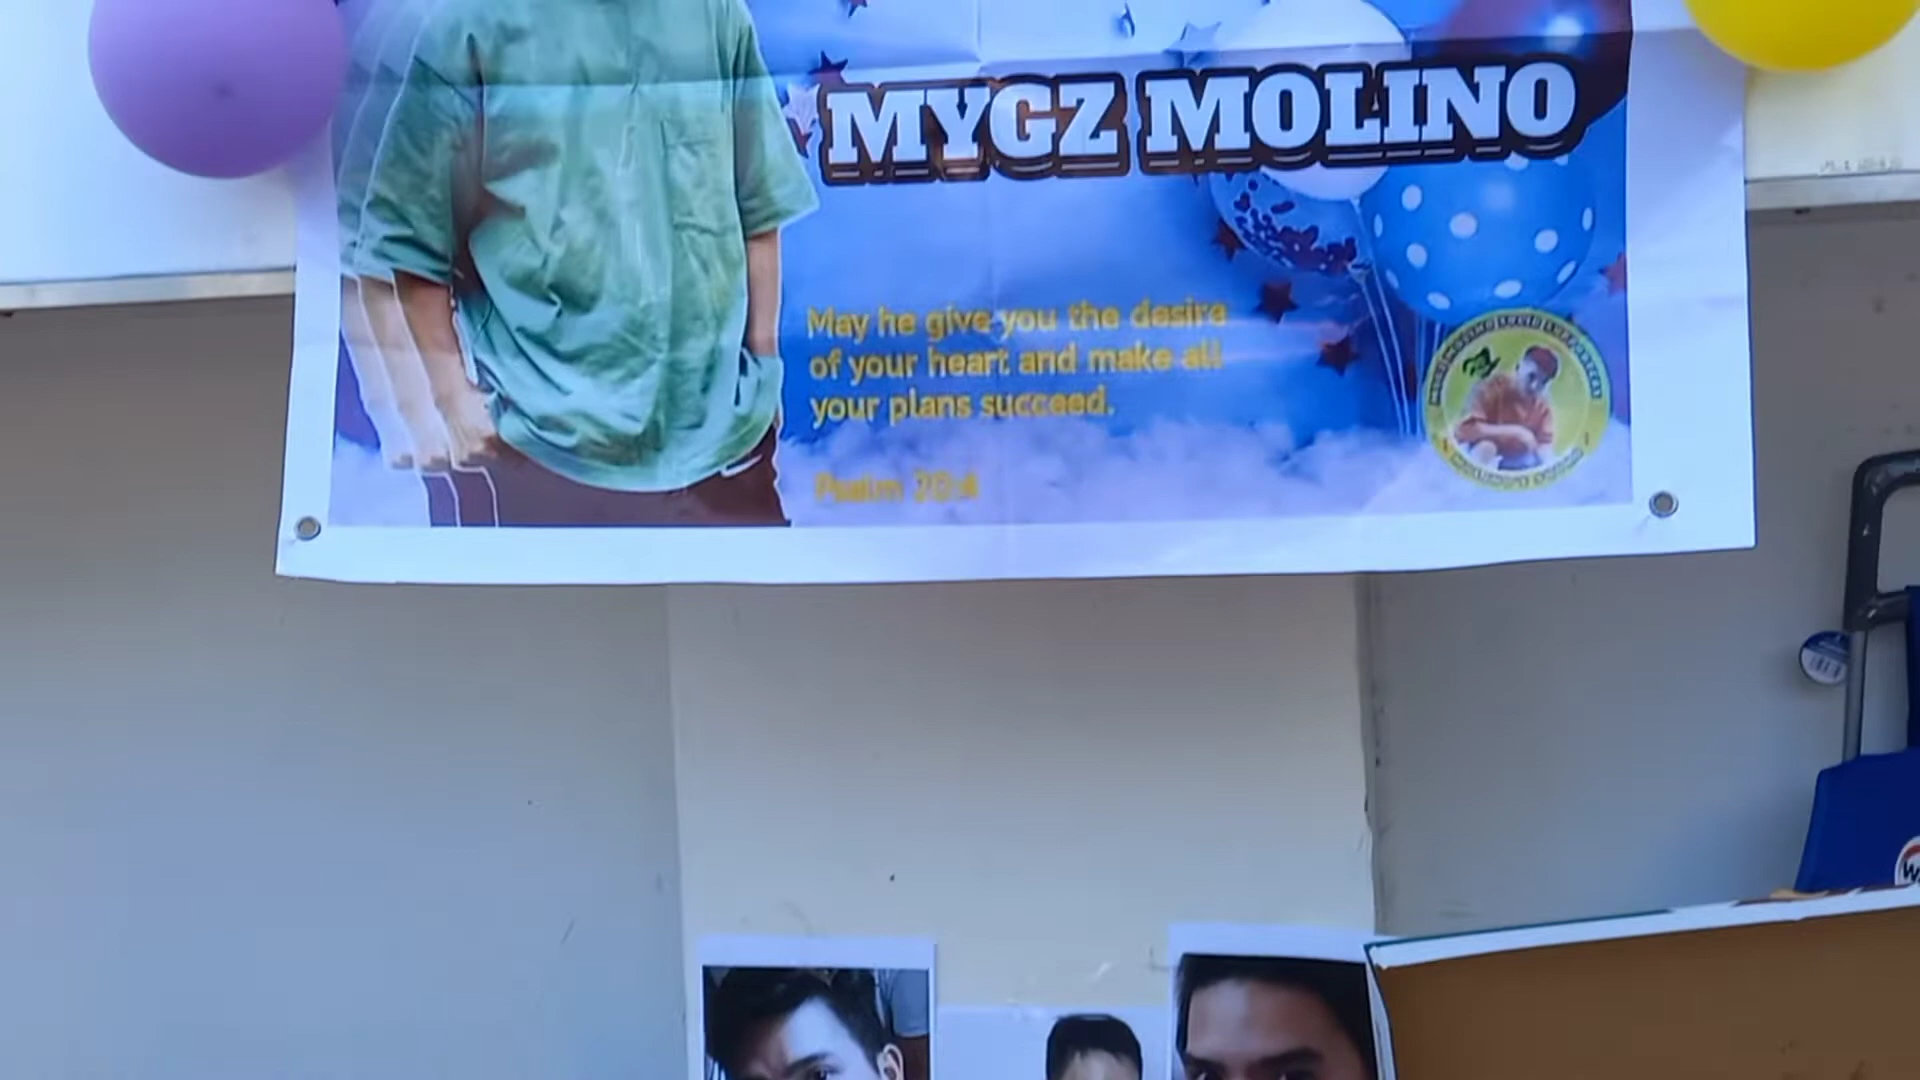 MYGZ MOLINO
May he give you the desire
of your heart and make all
your plans succeed.
Psalm 20:4